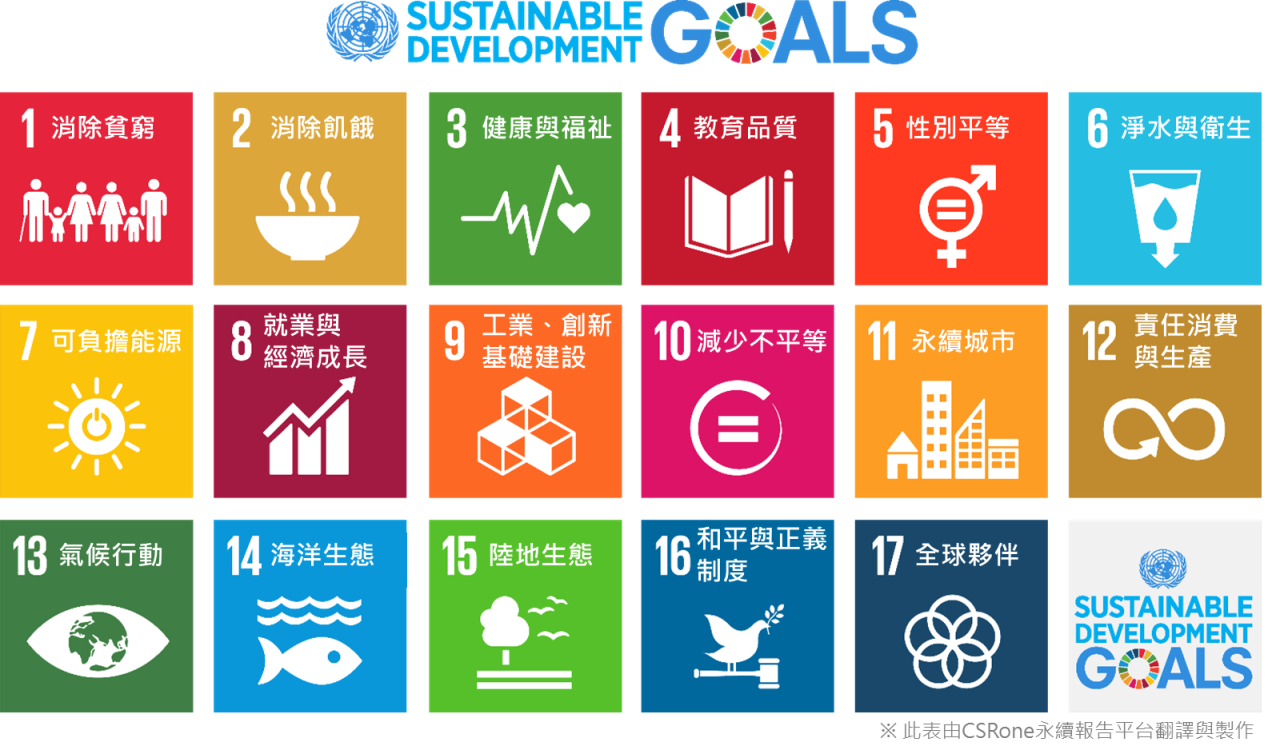 SUSTAINABLE
DEVELOPMENT
GOALS
1 消除貧窮
2 消除飢餓
3 健康與福祉
4 教育品質
5 性別平等
6 淨水與衛生
7 可負擔能源
8 就業與
經濟成長
9 工業、創新
基礎建設
10 減少不平等
11 永續城市
12 責任消費
與生產
13 氣候行動
14 海洋生態
15 陸地生態
16 和平與正義
制度
17 全球夥伴
SUSTAINABLE
DEVELOPMENT
GOALS
※ 此表由CSRone永續報告平台翻譯與製作